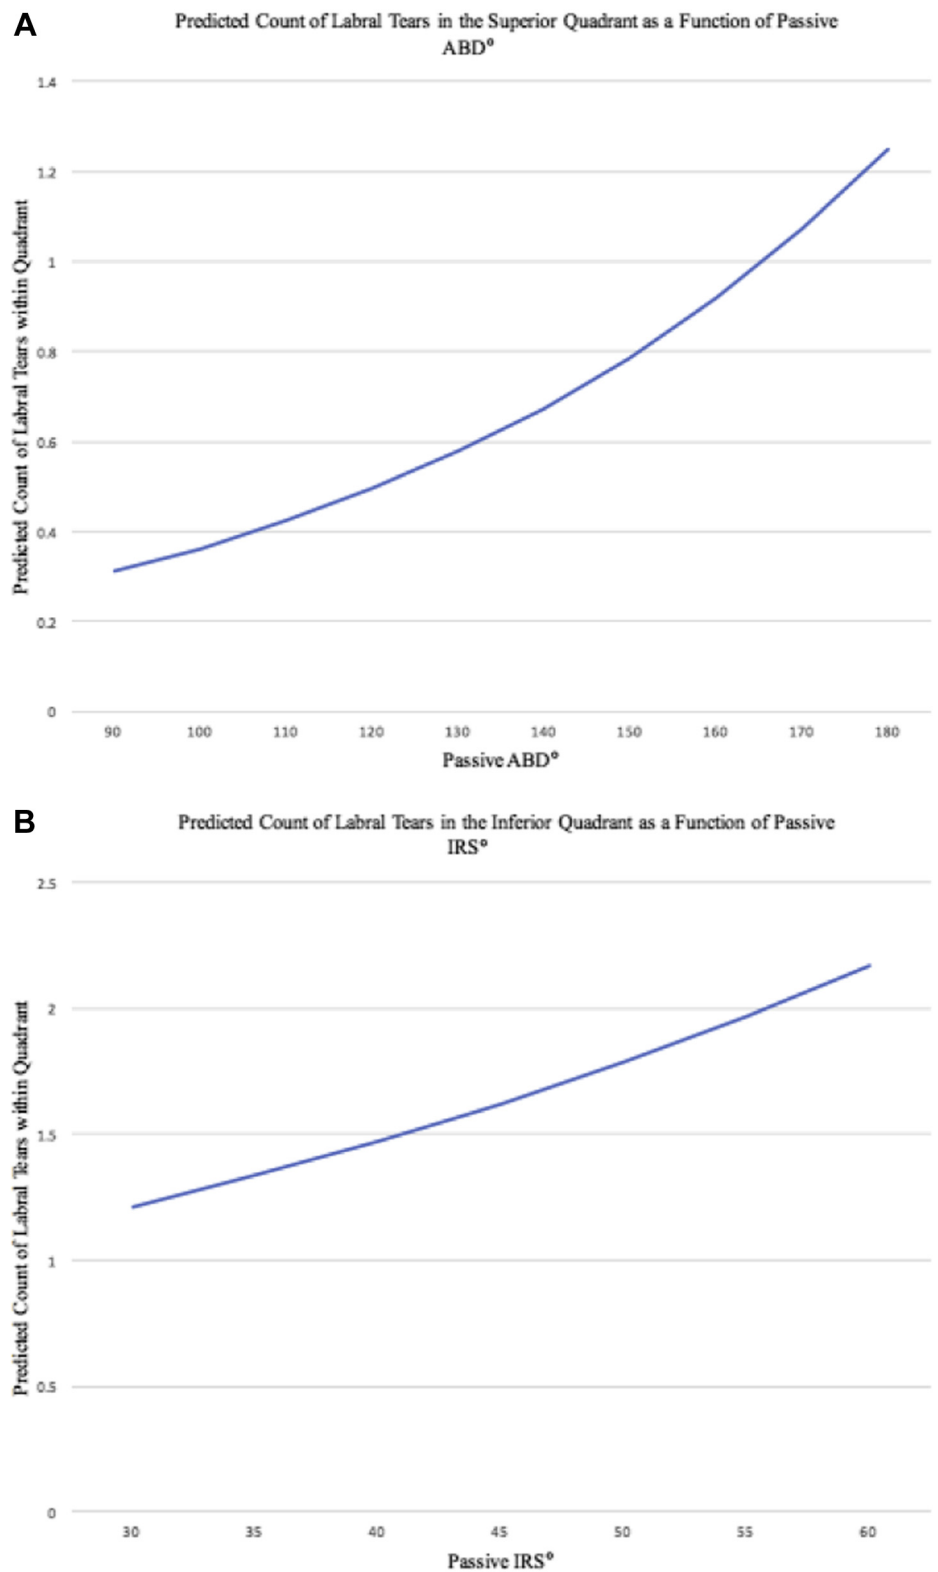 A
Predicted Count of Labral Tears in the Superior Quadrant as a Function of Passive
ABD°
Predicted Count of Labral Tears within Quadrant
1.4
1.2
1
0.8
0.6
0.4
0.2
0
90 100 110 120 130 140 150 160 170 180
Passive ABD°
B
Predicted Count of Labral Tears in the Inferior Quadrant as a Function of Passive
IRS°
Predicted Count of Labral Tears within Quadrant
2.5
2
1.5
1
0.5
0
30 35 40 45 50 55 60
Passive IRS°